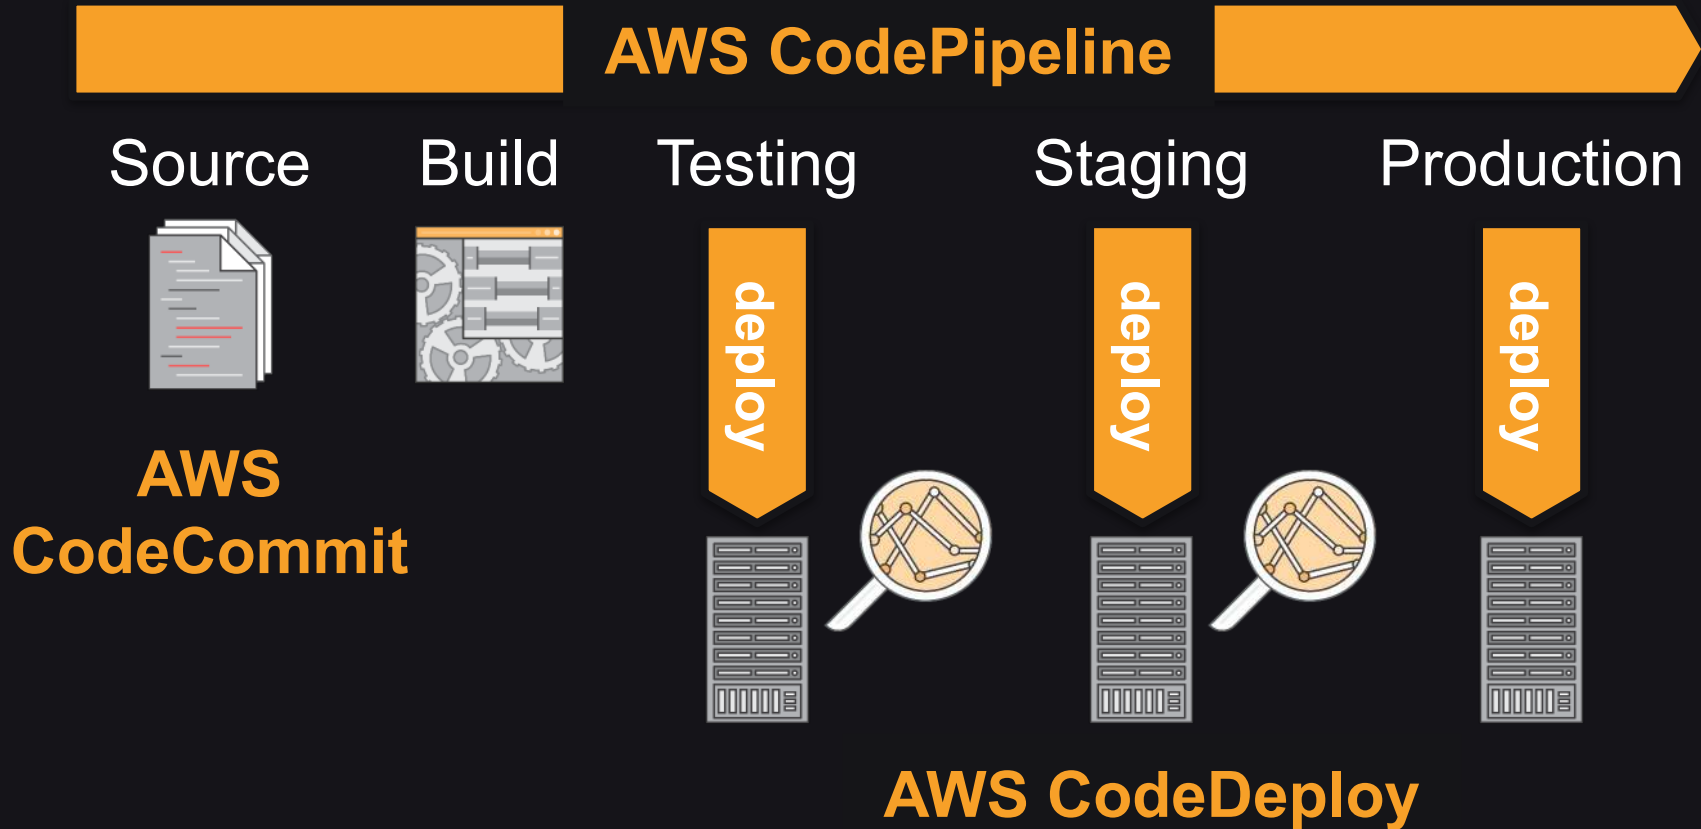 AWS CodePipeline
Source Build Testing Staging Production
deploy deploy deploy
AWS
CodeCommit
AWS CodeDeploy